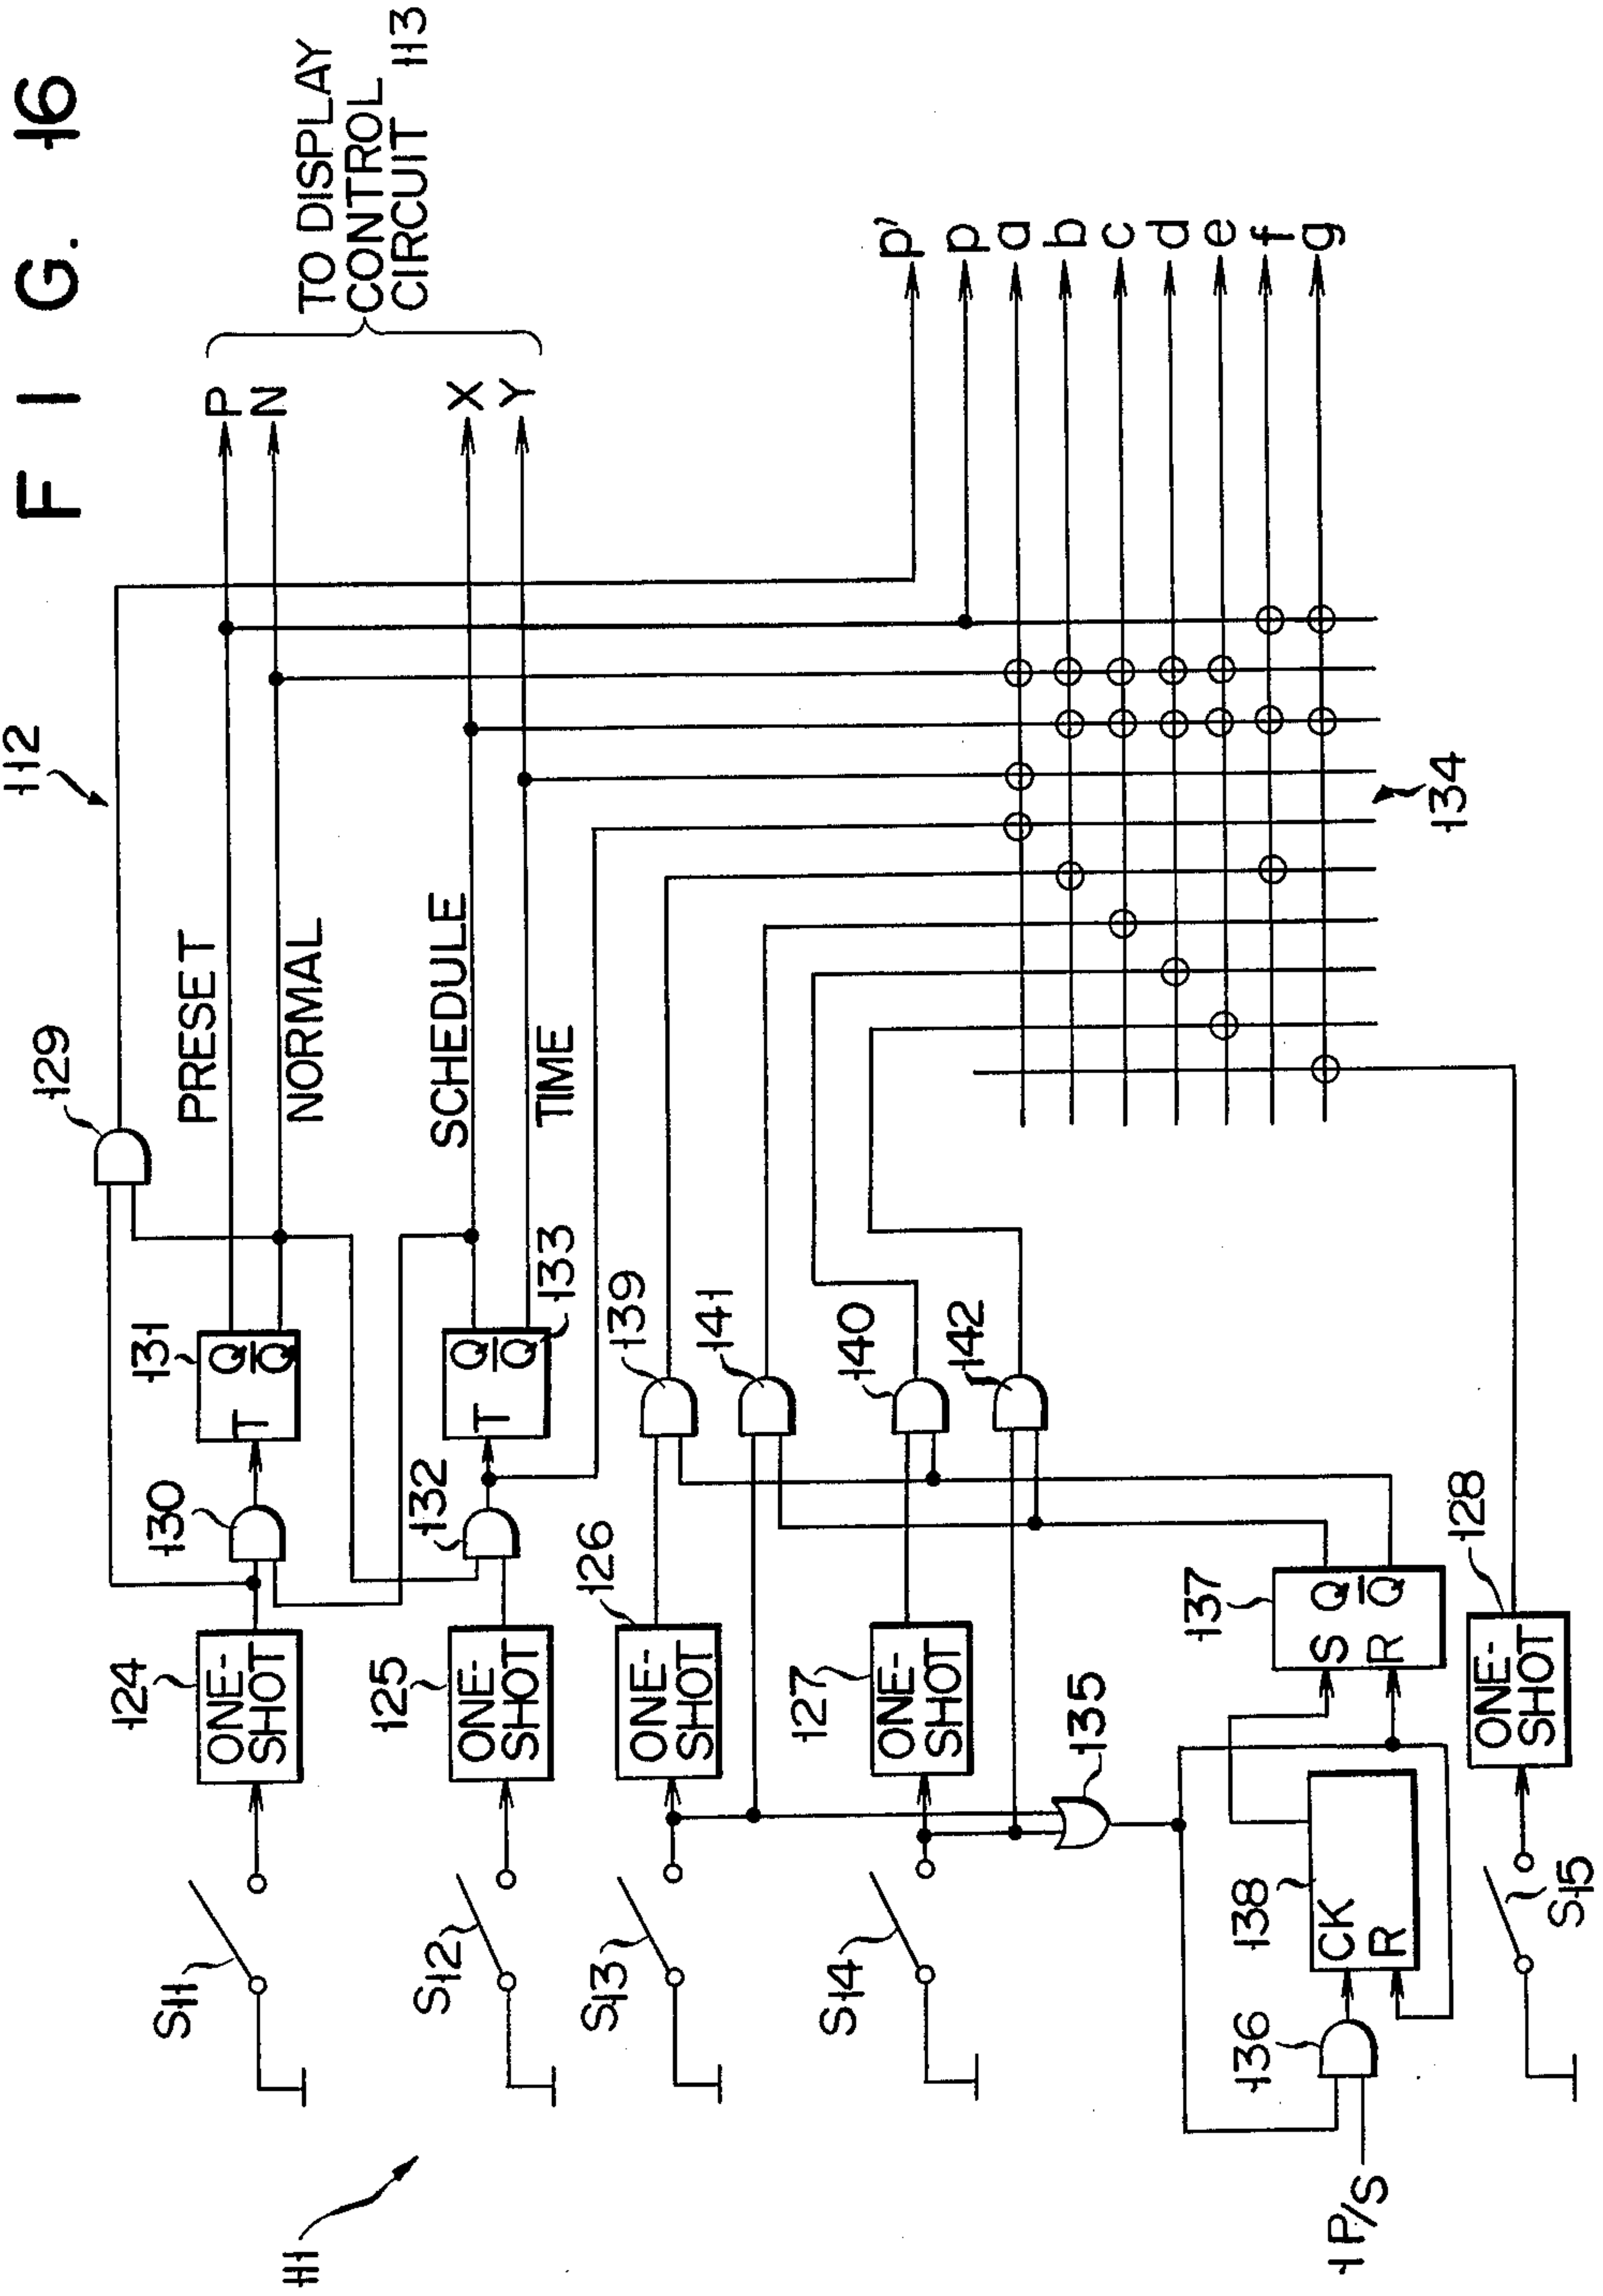 F I G. 16
112
111
TO DISPLAY
CONTROL
CIRCUIT 113
P
N
X
Y
129
PRESET
NORMAL
SCHEDULE
TIME
S11
124
ONE-
SHOT
130
131
T
Q
Q
S12
125
ONE-
SHOT
132
133
T
Q
Q
S13
126
ONE-
SHOT
139
141
S14
127
ONE-
SHOT
140
142
135
1P/S
136
138
CK
R
137
S
R
Q
Q
S15
128
ONE-
SHOT
134
p'
p
a
b
c
d
e
f
g